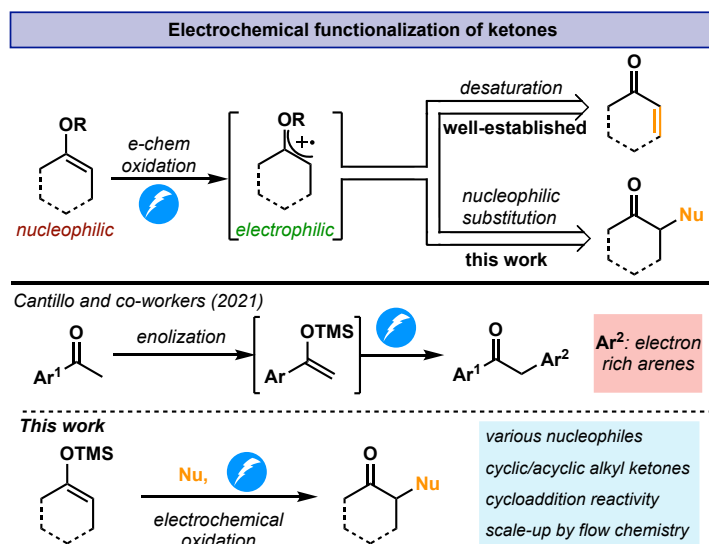 Electrochemical functionalization of ketones
OR
nucleophilic
e-chem
oxidation
OR
+•
electrophilic
desaturation
well-established
O
nucleophilic
substitution
this work
O
Nu
Cantillo and co-workers (2021)
O
Ar1
enolization
OTMS
Ar
O
Ar1
Ar2
Ar2: electron
rich arenes
This work
OTMS
Nu,
electrochemical
oxidation
O
Nu
various nucleophiles
cyclic/acyclic alkyl ketones
cycloaddition reactivity
scale-up by flow chemistry